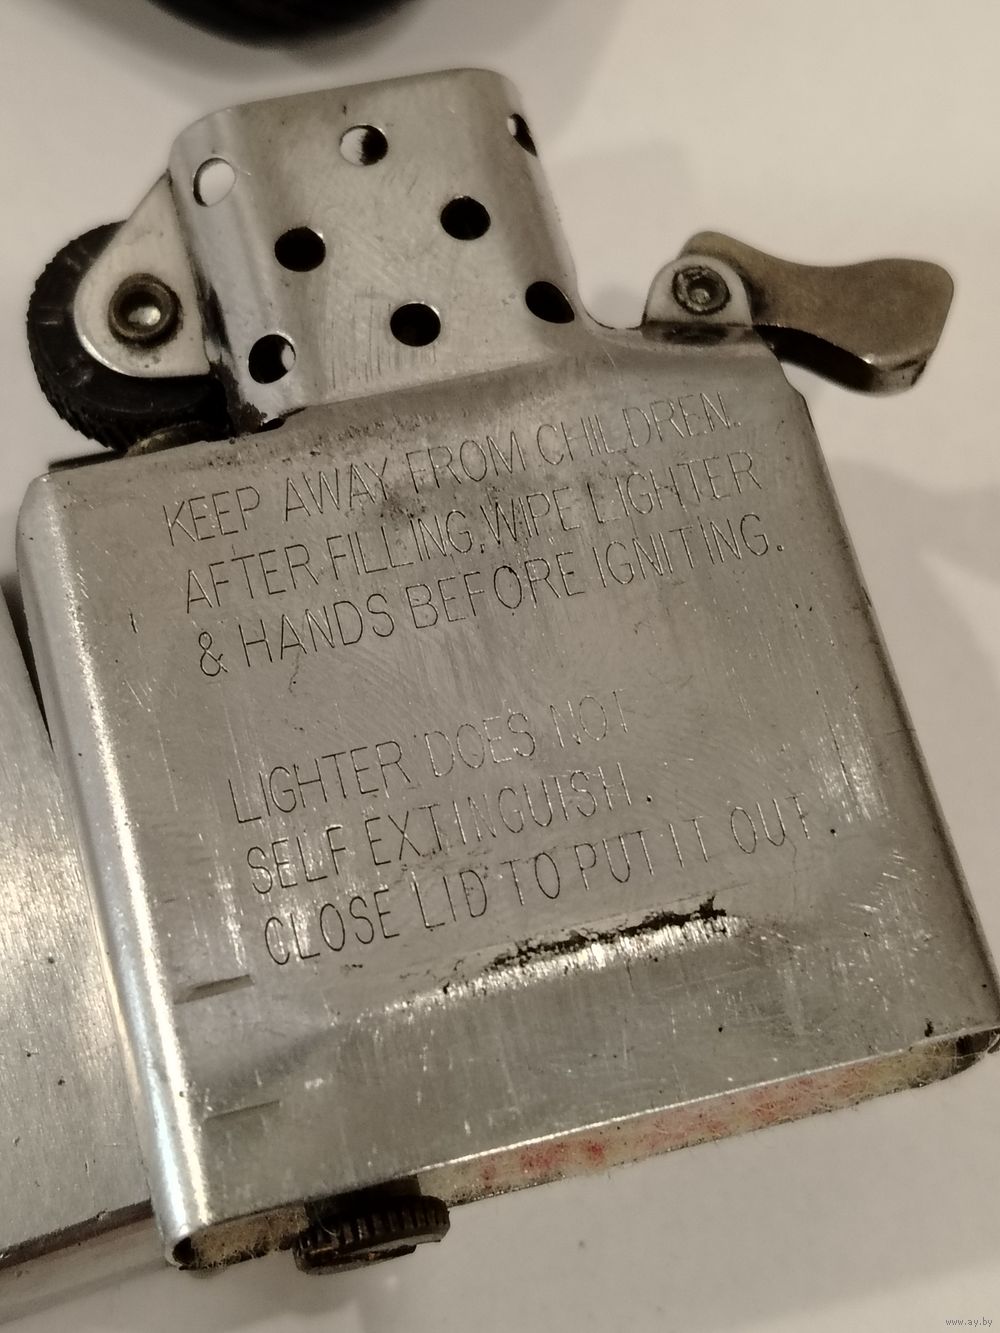 KEEP AWAY FROM CHILDREN.
AFTER FILLING, WIPE LIGHTER
& HANDS BEFORE IGNITING.
LIGHTER DOES NOT
SELF EXTINGUISH.
CLOSE LID TO PUT IT OUT.
www.ay.by